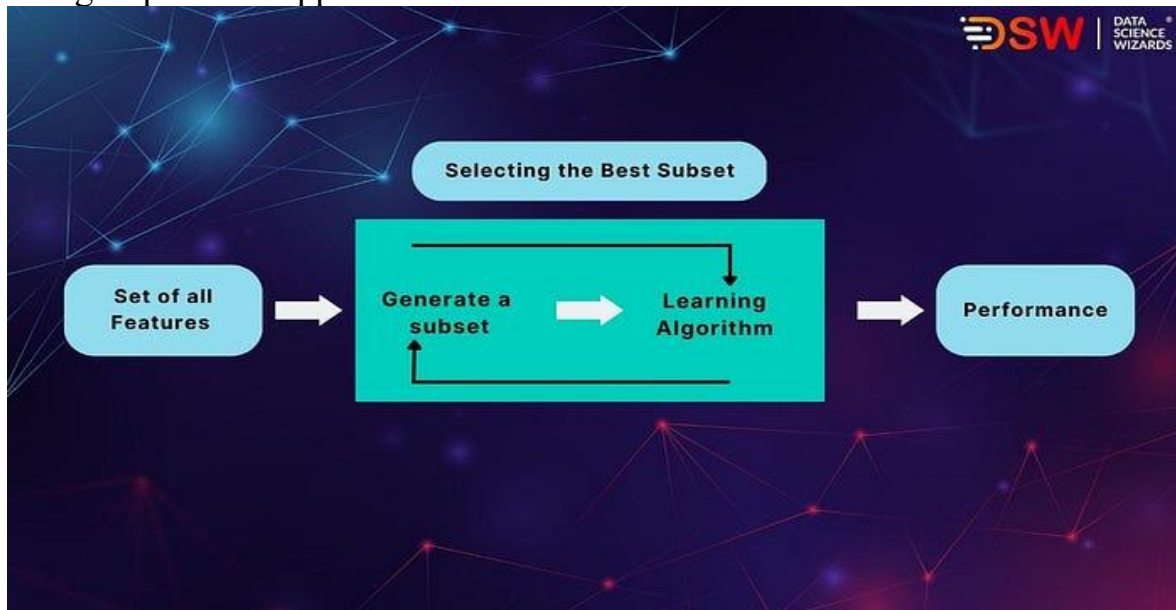 DSW
DATA
SCIENCE
WIZARDS
Selecting the Best Subset
Set of all
Features
Generate a
subset
Learning
Algorithm
Performance